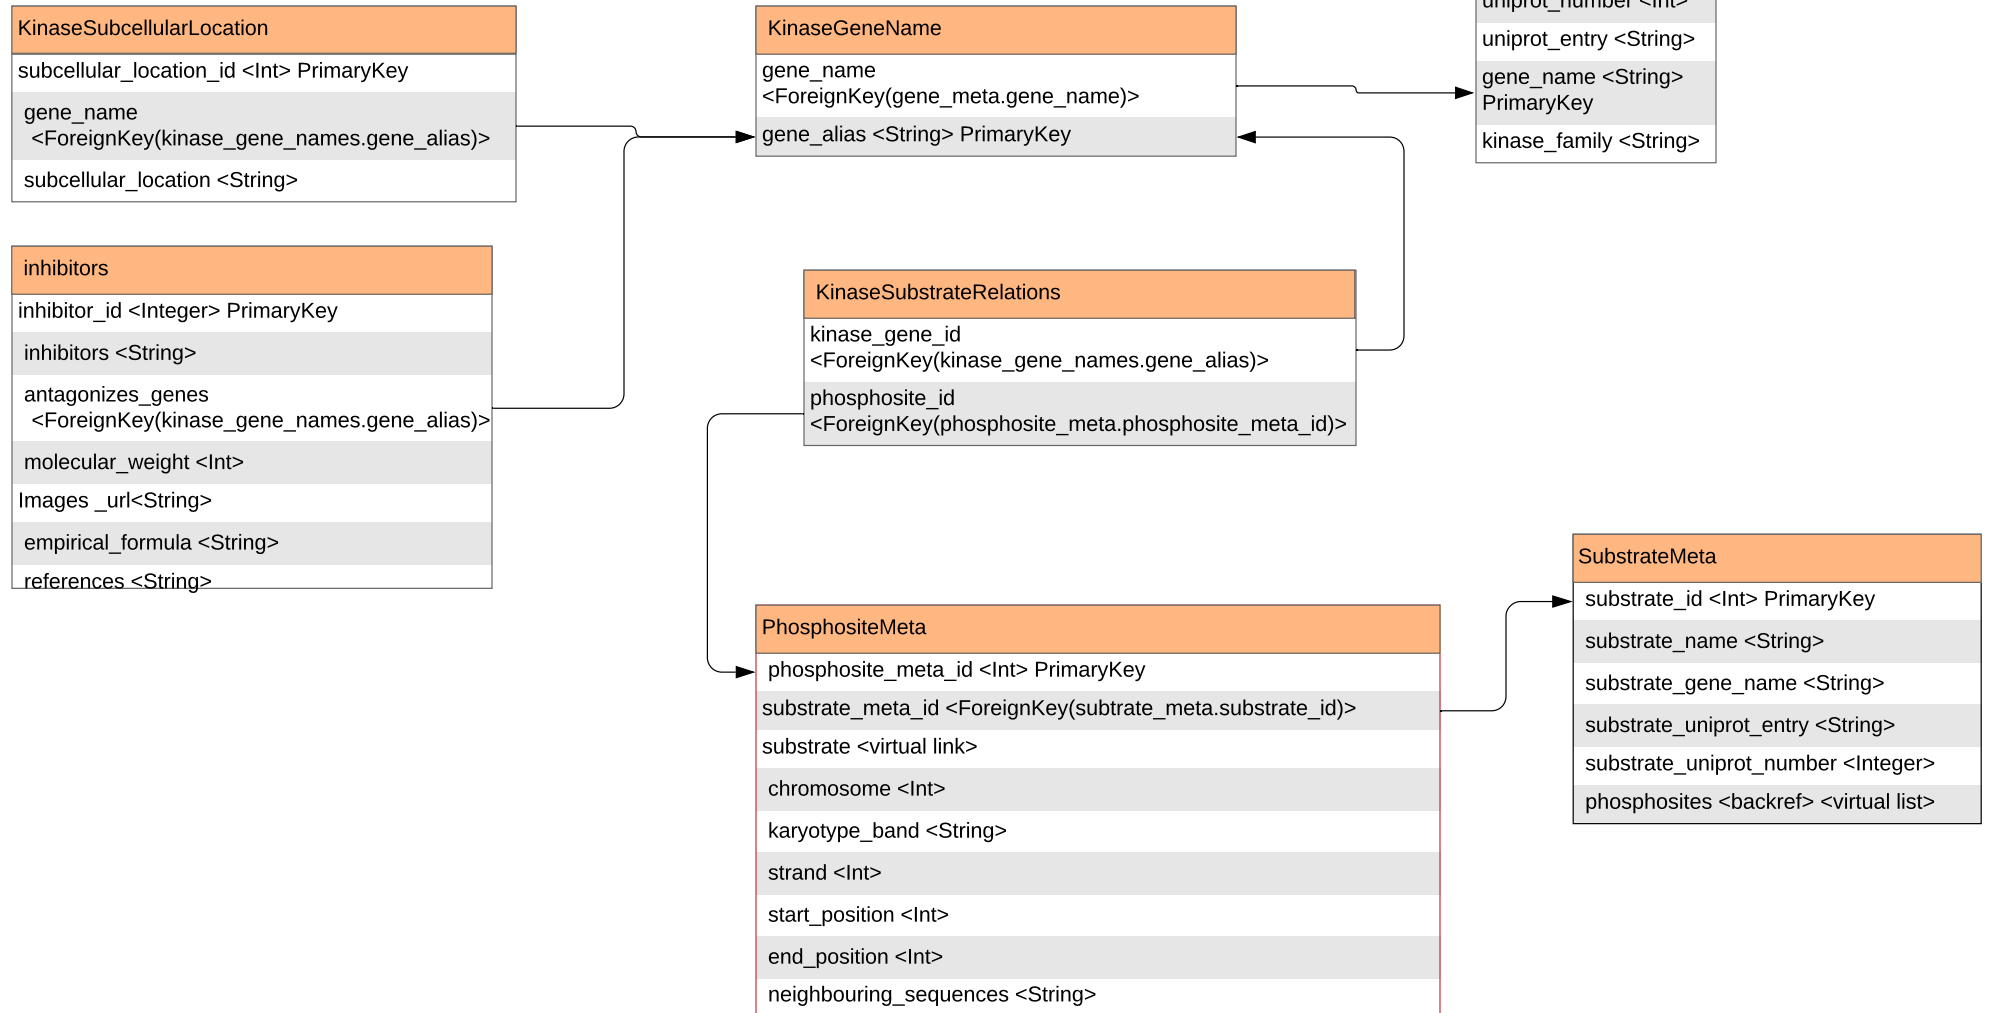 KinaseSubcellularLocation
subcellular_location_id <Int> PrimaryKey
gene_name
<ForeignKey(kinase_gene_names.gene_alias)>
subcellular_location <String>
KinaseGeneName
gene_name
<ForeignKey(gene_meta.gene_name)>
gene_alias <String> PrimaryKey
uniprot_number <Int>
uniprot_entry <String>
gene_name <String>
PrimaryKey
kinase_family <String>
inhibitors
inhibitor_id <Integer> PrimaryKey
inhibitors <String>
antagonizes_genes
<ForeignKey(kinase_gene_names.gene_alias)>
molecular_weight <Int>
Images _url<String>
empirical_formula <String>
references <String>
KinaseSubstrateRelations
kinase_gene_id
<ForeignKey(kinase_gene_names.gene_alias)>
phosphosite_id
<ForeignKey(phosphosite_meta.phosphosite_meta_id)>
PhosphositeMeta
phosphosite_meta_id <Int> PrimaryKey
substrate_meta_id <ForeignKey(subtrate_meta.substrate_id)>
substrate <virtual link>
chromosome <Int>
karyotype_band <String>
strand <Int>
start_position <Int>
end_position <Int>
neighbouring_sequences <String>
SubstrateMeta
substrate_id <Int> PrimaryKey
substrate_name <String>
substrate_gene_name <String>
substrate_uniprot_entry <String>
substrate_uniprot_number <Integer>
phosphosites <backref> <virtual list>